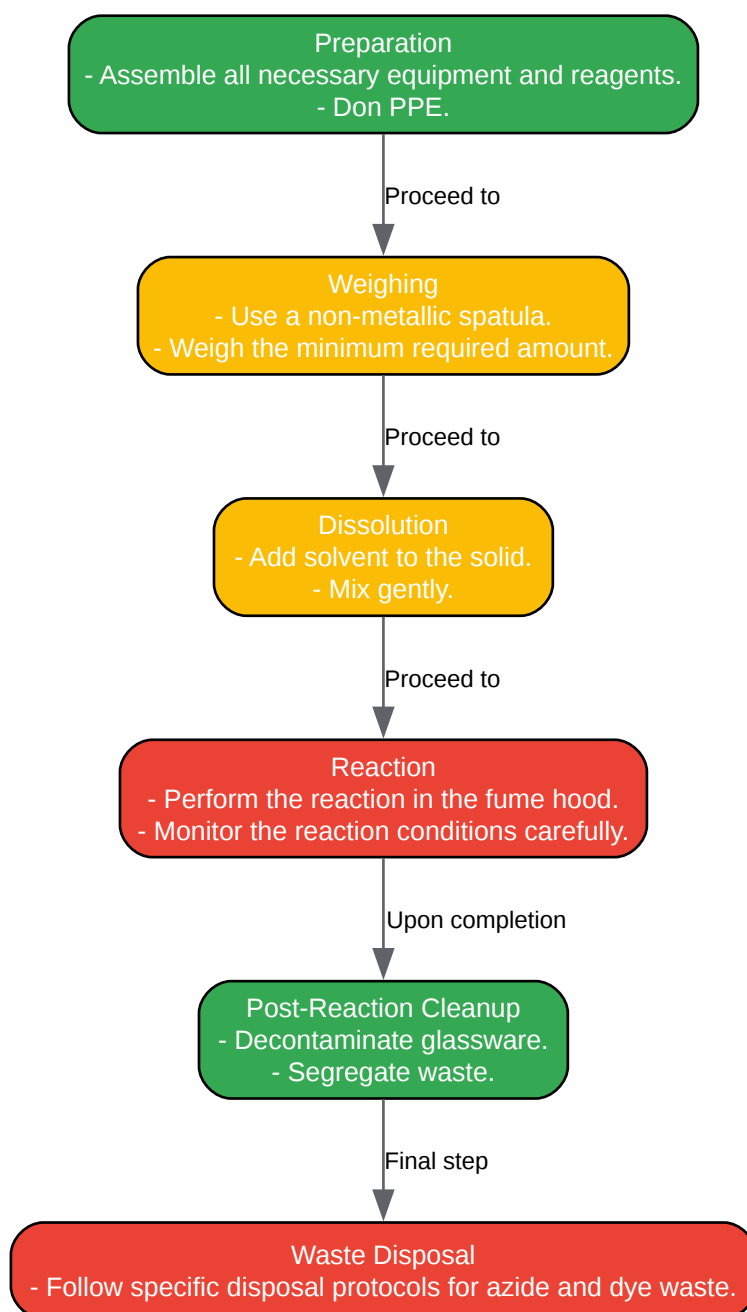 Preparation
- Assemble all necessary equipment and reagents.
- Don PPE.
Proceed to
Weighing
- Use a non-metallic spatula.
- Weigh the minimum required amount.
Proceed to
Dissolution
- Add solvent to the solid.
- Mix gently.
Proceed to
Reaction
- Perform the reaction in the fume hood.
- Monitor the reaction conditions carefully.
Upon completion
Post-Reaction Cleanup
- Decontaminate glassware.
- Segregate waste.
Final step
Waste Disposal
- Follow specific disposal protocols for azide and dye waste.